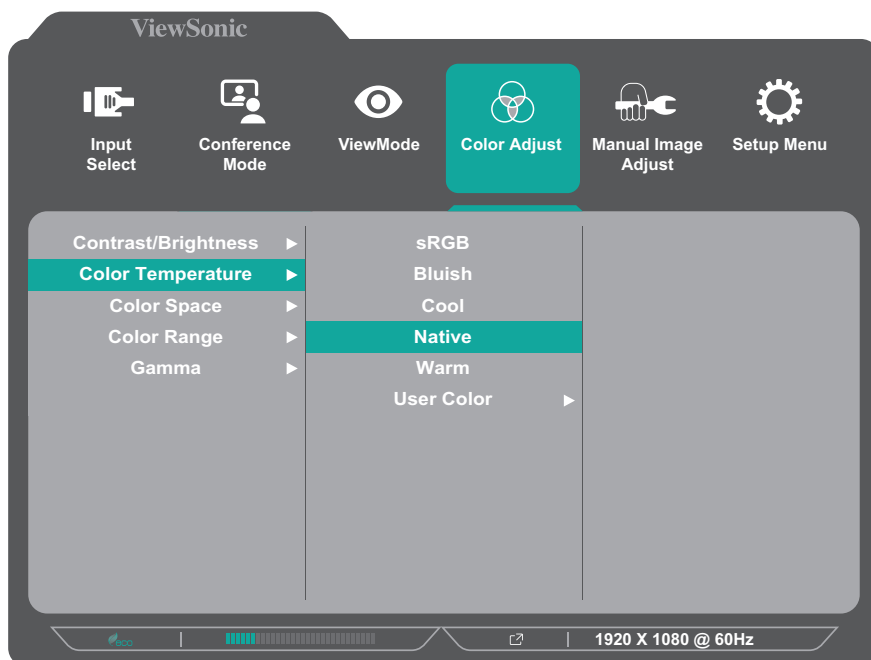 ViewSonic
Input
Select
Conference
Mode
ViewMode
Color Adjust
Manual Image
Adjust
Setup Menu
Contrast/Brightness
Color Temperature
Color Space
Color Range
Gamma
sRGB
Bluish
Cool
Native
Warm
User Color
eco
1920 X 1080 @ 60Hz